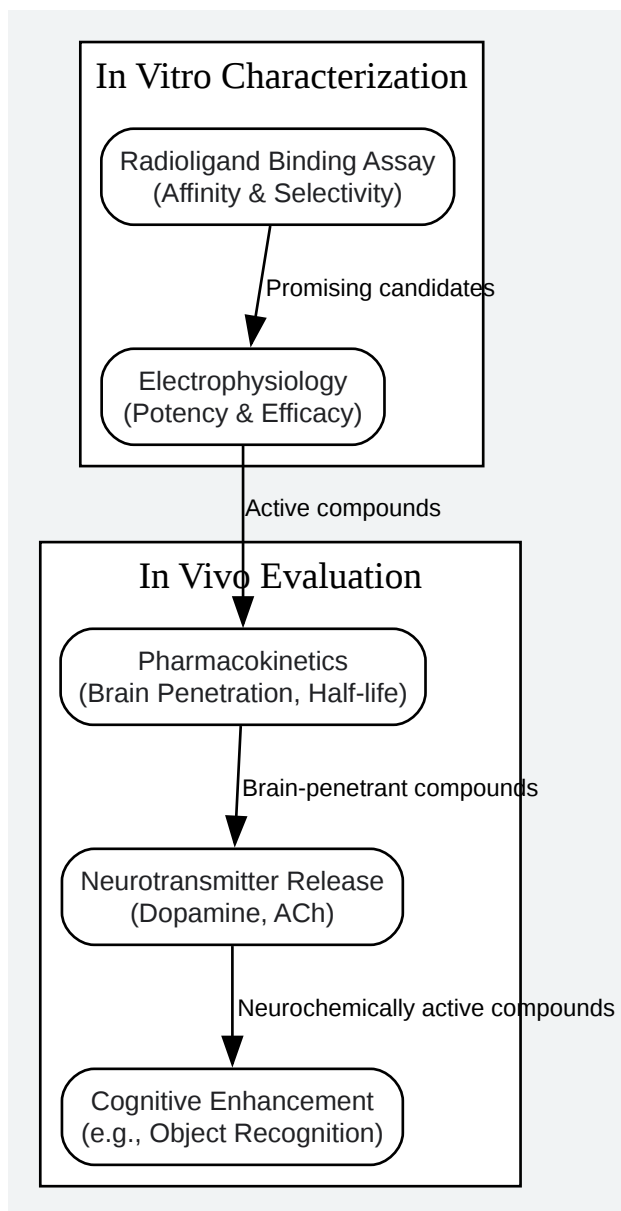 In Vitro Characterization
Radioligand Binding Assay
(Affinity & Selectivity)
Promising candidates
Electrophysiology
(Potency & Efficacy)
Active compounds
In Vivo Evaluation
Pharmacokinetics
(Brain Penetration, Half-life)
Brain-penetrant compounds
Neurotransmitter Release
(Dopamine, ACh)
Neurochemically active compounds
Cognitive Enhancement
(e.g., Object Recognition)